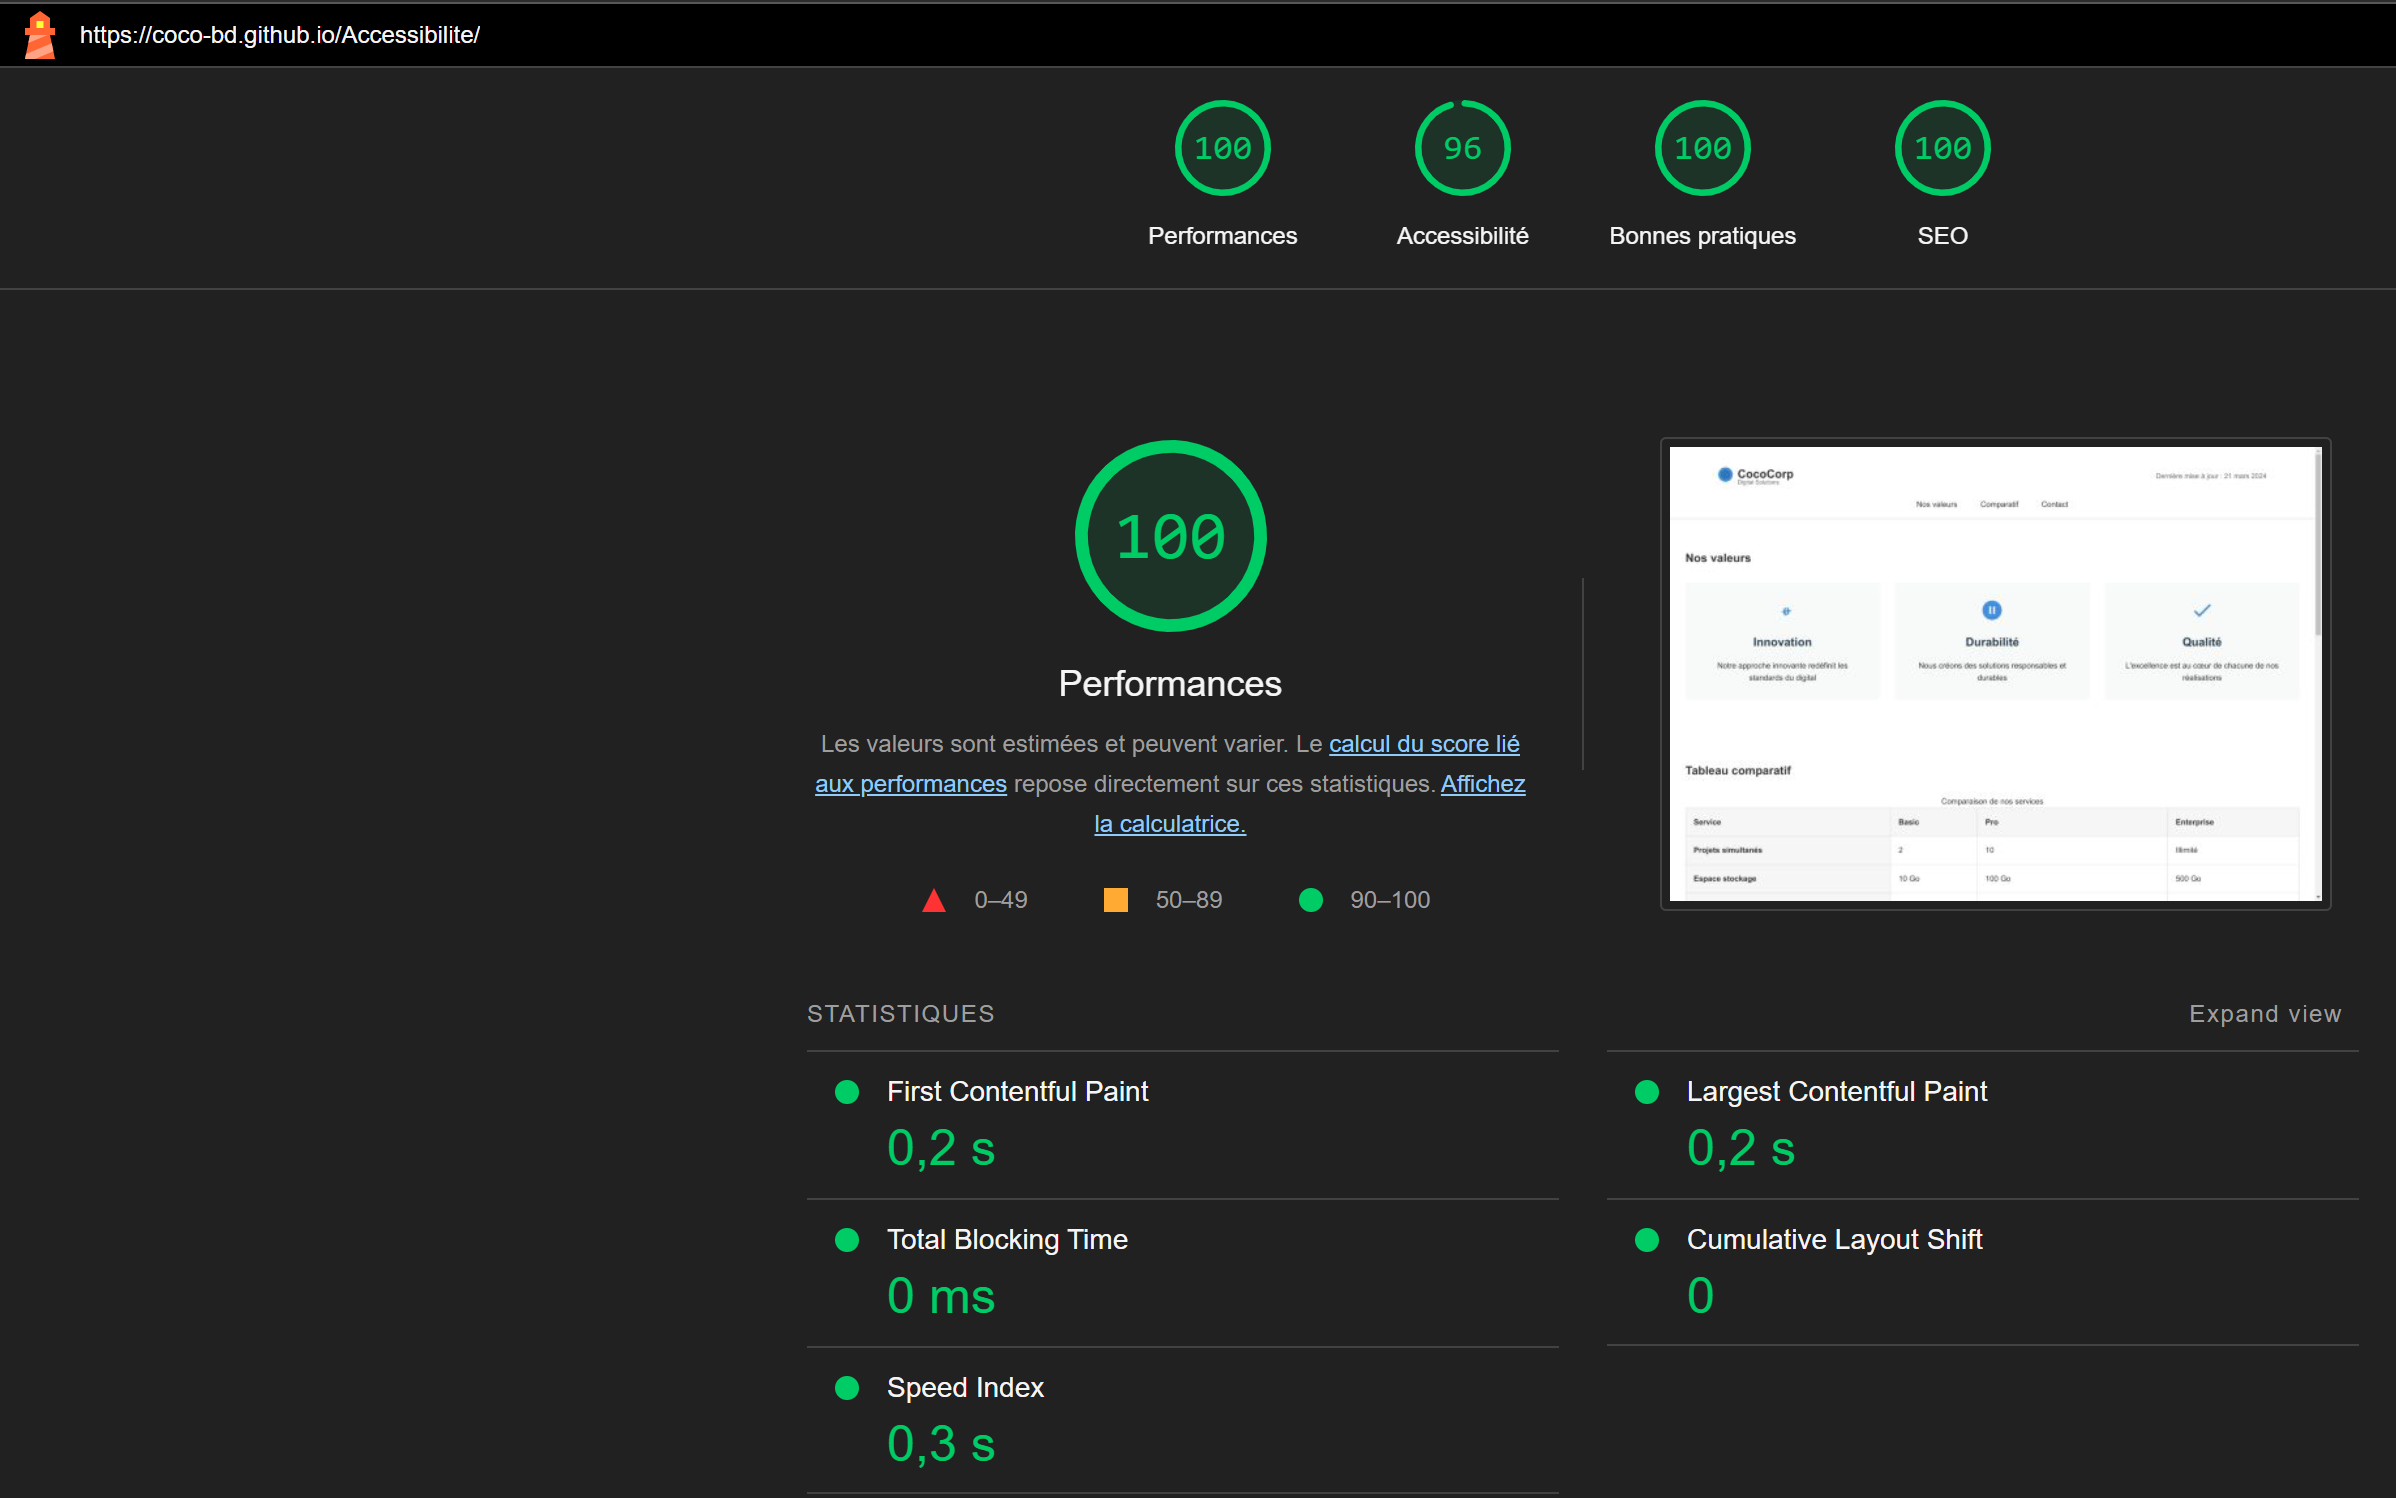 https://coco-bd.github.io/Accessibilite/
100
96
100
100
Performances
Accessibilité
Bonnes pratiques
SEO
100
Performances
Les valeurs sont estimées et peuvent varier. Le calcul du score lié
aux performances repose directement sur ces statistiques. Affichez
la calculatrice.
0–49
50–89
90–100
CocoCorp
Digital Solutions
Dernière mise à jour : 21 mars 2024
Nos valeurs
Comparatif
Contact
Nos valeurs
Innovation
Notre approche innovante redéfinit les
standards du digital
Durabilité
Nous créons des solutions responsables et
durables
Qualité
L'excellence est au cœur de chacune de nos
réalisations
Tableau comparatif
Comparaison de nos services
Service Basic Pro Enterprise
Projets simultanés 2 10 Illimité
Espace stockage 10 Go 100 Go 500 Go
STATISTIQUES
Expand view
First Contentful Paint
0,2 s
Largest Contentful Paint
0,2 s
Total Blocking Time
0 ms
Cumulative Layout Shift
0
Speed Index
0,3 s